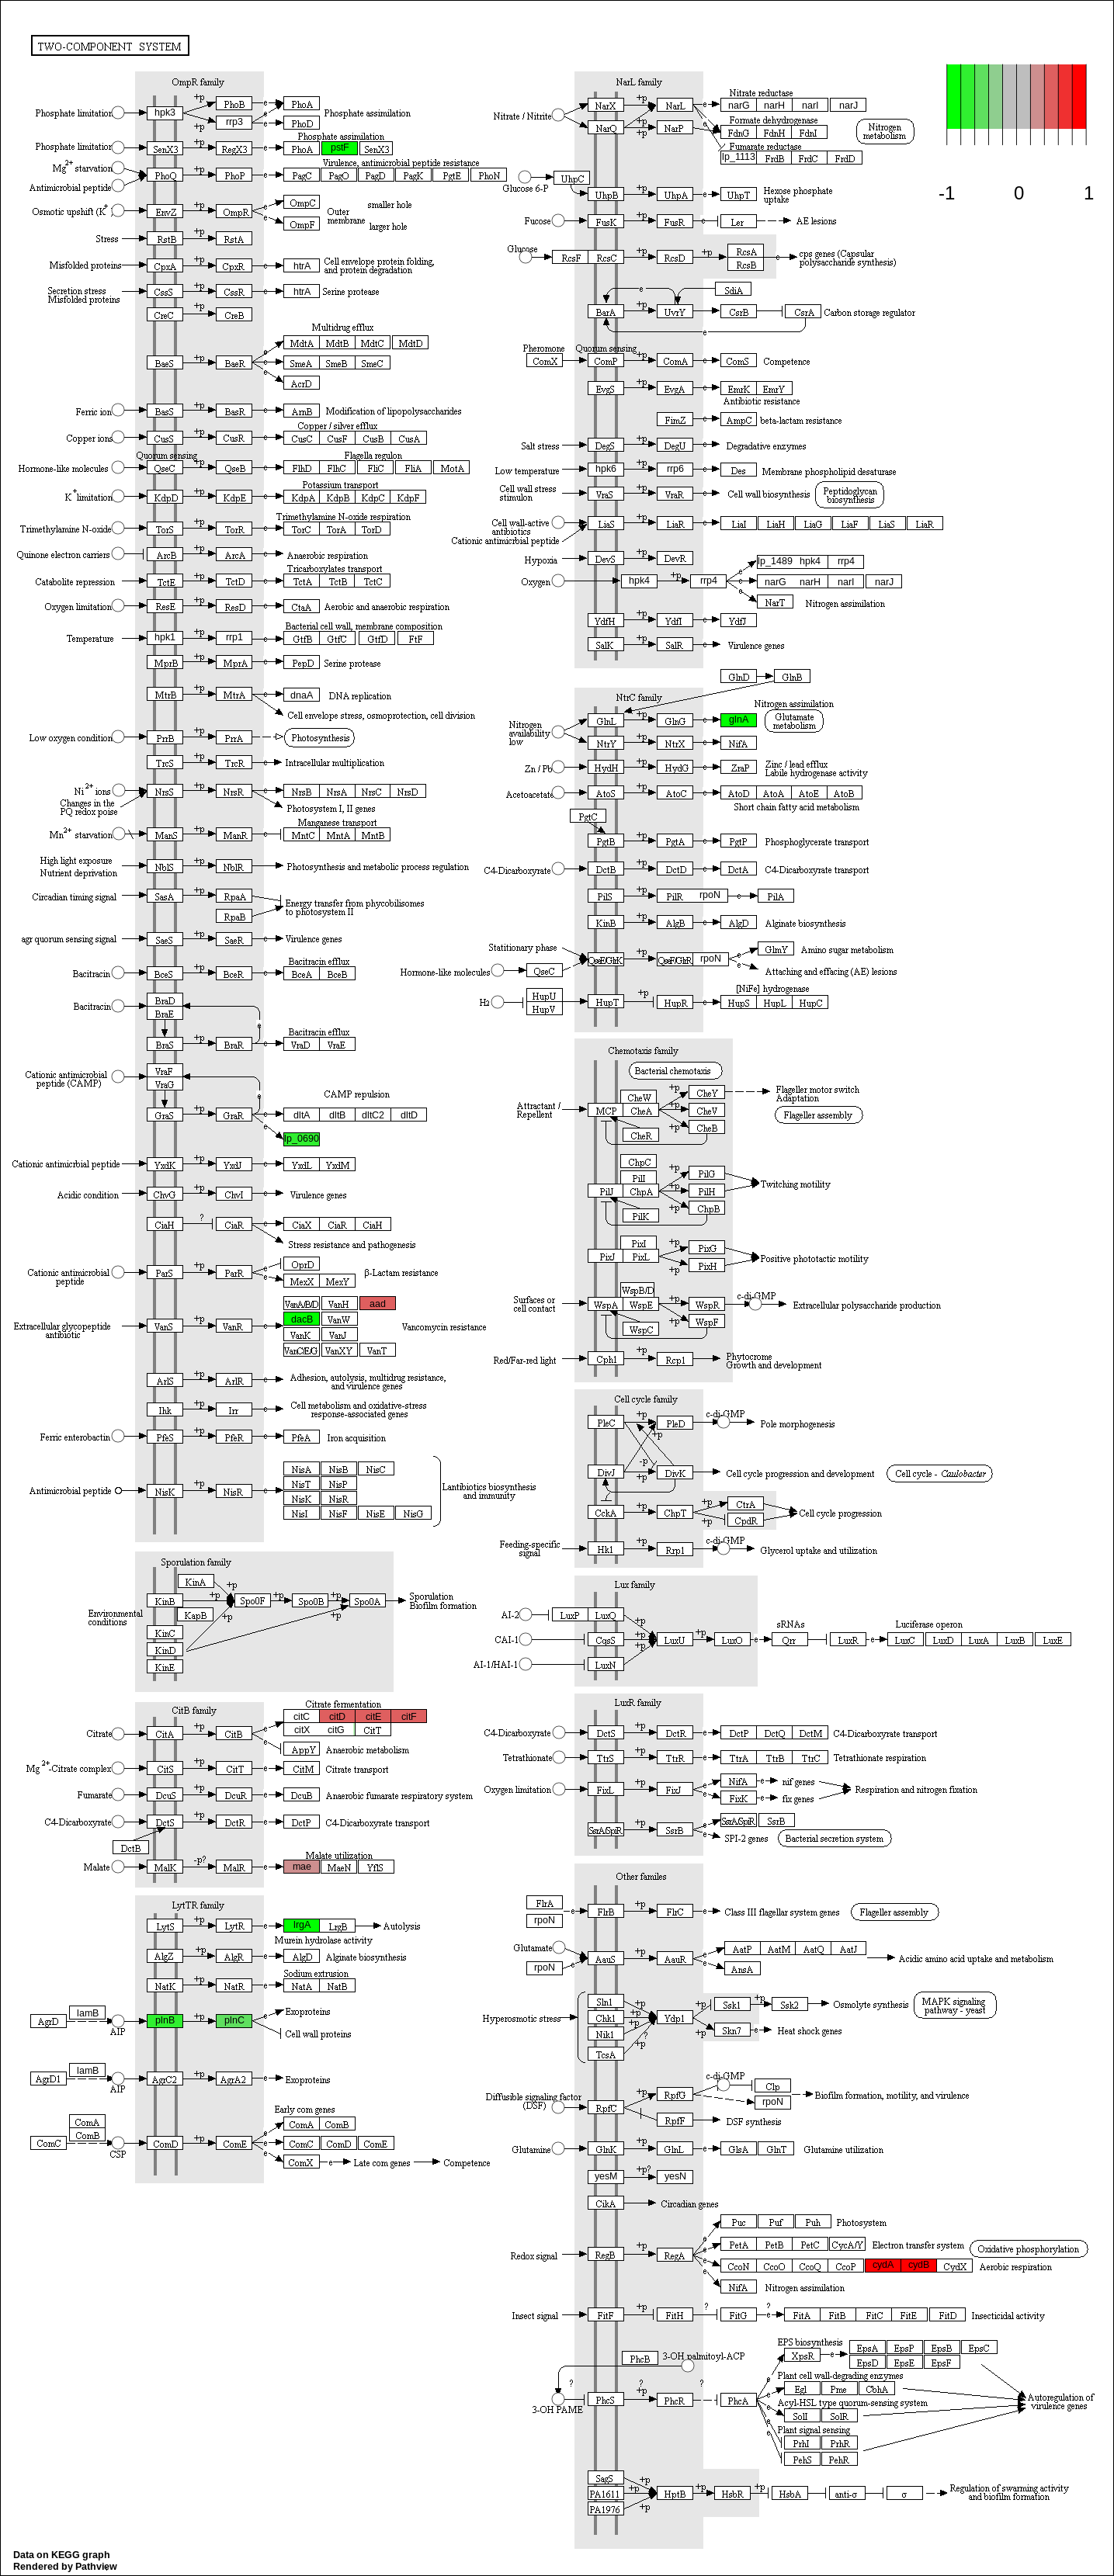 TWO-COMPONENT SYSTEM
-1 0 1
OmpR family
Phosphate limitation hpk3 +p +p PhoB rrp3 e e PhoA PhoD Phosphate assimilation
Phosphate assimilation
Phosphate limitation SenX3 +p RegX3 e PhoA pstF SenX3
Virulence, antimicrobial peptide resistance
Mg2+ starvation
Antimicrobial peptide PhoQ +p PhoP e PagC PagO PagD PagK PgtE PhoN
Osmotic upshift (K+) EnvZ +p OmpR e e OmpC OmpF Outer membrane smaller hole larger hole
Stress RstB +p RstA
Misfolded proteins CpxA +p CpxR e htrA Cell envelope protein folding, and protein degradation
Secretion stress
Misfolded proteins CssS +p CssR e htrA Serine protease
CreC +p CreB
Multidrug efflux
MdtA MdtB MdtC MdtD
BaeS +p BaeR e e e SmeA SmeB SmeC
AcrD
Ferric ion BasS +p BasR e ArnB Modification of lipopolysaccharides
Copper / silver efflux
Copper ions CusS +p CusR e CusC CusF CusB CusA
Quorum sensing Flagella regulon
Hormone-like molecules QseC +p QseB e FlhD FlhC FliC FliA MotA
Potassium transport
K+ limitation KdpD +p KdpE e KdpA KdpB KdpC KdpF
Trimethylamine N-oxide respiration
Trimethylamine N-oxide TorS +p TorR e TorC TorA TorD
Quinone electron carriers ArcB +p ArcA e Anaerobic respiration
Tricarboxylates transport
Catabolite repression TctE +p TctD e TctA TctB TctC
Oxygen limitation ResE +p ResD e CtaA Aerobic and anaerobic respiration
Bacterial cell wall, membrane composition
Temperature hpk1 +p rrp1 e GtfB GtfC GtfD FtF
MprB +p MprA e PepD Serine protease
MtrB +p MtrA e dnaA DNA replication
Cell envelope stress, osmoprotection, cell division
Low oxygen condition PrrB +p PrrA Photosynthesis
TrcS +p TrcR e Intracellular multiplication
Ni2+ ions
Changes in the PQ redox poise NrsS +p NrsR e NrsB NrsA NrsC NrsD
Photosystem I, II genes
Manganese transport
Mn2+ starvation ManS +p ManR e MntC MntA MntB
High light exposure
Nutrient deprivation NblS +p NblR e Photosynthesis and metabolic process regulation
Circadian timing signal SasA +p RpaA
RpaB Energy transfer from phycobilisomes to photosystem II
agr quorum sensing signal SaeS +p SaeR e Virulence genes
Bacitracin efflux
Bacitracin BceS +p BceR e BceA BceB
Bacitracin BraD
BraE
Bacitracin efflux
BraS +p BraR e VraD VraE
Cationic antimicrobial peptide (CAMP) VraF
VraG
CAMP repulsion
GraS +p GraR e dltA dltB dltC2 dltD
lp_0690
Cationic antimicrbial peptide YxdK +p YxdJ e YxdL YxdM
Acidic condition ChvG +p ChvI e Virulence genes
CiaH ? CiaR e CiaX CiaR CiaH
Stress resistance and pathogenesis
Cationic antimicrobial peptide ParS +p ParR e e OprD
MexX MexY β-Lactam resistance
VanA/B/D VanH aad
Extracellular glycopeptide antibiotic VanS +p VanR e dacB VanW Vancomycin resistance
VanK VanJ
VanC/E/G VanXY VanT
ArlS +p ArlR e Adhesion, autolysis, multidrug resistance, and virulence genes
Ihk Irr e Cell metabolism and oxidative-stress response-associated genes
Ferric enterobactin PfeS +p PfeR e PfeA Iron acquisition
NisA NisB NisC
NisT NisP
Antimicrobial peptide NisK +p NisR e NisK NisR Lantibiotics biosynthesis and immunity
NisI NisF NisE NisG
Sporulation family
KinA +p
Environmental conditions KinB +p Spo0F +p Spo0B +p Spo0A Sporulation
Biofilm formation
KapB +p +p
KinC
KinD
KinE
CitB family
Citrate fermentation
citC citD citE citF
Citrate CitA +p CitB e citX citG CitT
AppY Anaerobic metabolism
Mg2+-Citrate complex CitS +p CitT e CitM Citrate transport
Fumarate DcuS +p DcuR e DcuB Anaerobic fumarate respiratory system
C4-Dicarboxyrate DctS +p DctR e DctP C4-Dicarboxyrate transport
DctB
Malate utilization
Malate MalK -p? MalR e mae MaeN YflS
LytTR family
LytS +p LytR e lrgA LrgB Autolysis
Murein hydrolase activity
AlgZ +p AlgR e AlgD Alginate biosynthesis
Sodium extrusion
NatK +p NatR e NatA NatB
AgrD lamB AIP plnB +p plnC e e Exoproteins
Cell wall proteins
AgrD1 lamB AIP AgrC2 +p AgrA2 e Exoproteins
Early com genes
ComA ComB
ComC ComA ComB CSP ComD +p ComE e e e ComC ComD ComE
ComX e Late com genes Competence
NarL family
Nitrate reductase
Nitrate / Nitrite NarX +p NarL e narG narH narI narJ
Formate dehydrogenase
NarQ +p +p NarP FdnG FdnH FdnI Nitrogen metabolism
Fumarate reductase
lp_1113 FrdB FrdC FrdD
Glucose 6-P UhpC
UhpB +p UhpA e UhpT Hexose phosphate uptake
Fucose FusK +p FusR e Ler AE lesions
Glucose RcsF RcsC +p RcsD +p RcsA RcsB e cps genes (Capsular polysaccharide synthesis)
e SdiA
BarA +p UvrY e CsrB CsrA Carbon storage regulator
e
Pheromone Quorum sensing
ComX ComP +p ComA e ComS Competence
EvgS +p EvgA e EmrK EmrY
Antibiotic resistance
FimZ e AmpC beta-lactam resistance
Salt stress DegS +p DegU e Degradative enzymes
Low temperature hpk6 +p rrp6 e Des Membrane phospholipid desaturase
Cell wall stress stimulon VraS +p VraR e Cell wall biosynthesis Peptidoglycan biosynthesis
Cell wall-active antibiotics
Cationic antimicrbial peptide LiaS +p LiaR e LiaI LiaH LiaG LiaF LiaS LiaR
Hypoxia DevS +p DevR
lp_1489 hpk4 rrp4
Oxygen hpk4 +p rrp4 e e e narG narH narI narJ
NarT Nitrogen assimilation
YdfH +p YdfI e YdfJ
SalK +p SalR e Virulence genes
GlnD GlnB
NtrC family
Nitrogen assimilation
Nitrogen availability low GlnL +p GlnG e glnA Glutamate metabolism
NtrY +p NtrX e NifA
Zn / Pb HydH +p HydG e ZraP Zinc / lead efflux
Labile hydrogenase activity
Acetoacetate AtoS +p AtoC e AtoD AtoA AtoE AtoB
Short chain fatty acid metabolism
PgtC
PgtB +p PgtA e PgtP Phosphoglycerate transport
C4-Dicarboxyrate DctB +p DctD e DctA C4-Dicarboxyrate transport
PilS +p PilR rpoN e PilA
KinB +p AlgB e AlgD Alginate biosynthesis
Statitionary phase
Hormone-like molecules QseC QseE/GlrK +p QseF/GlrR rpoN e e GlmY Amino sugar metabolism
Attaching and effacing (AE) lesions
[NiFe] hydrogenase
H2 HupU HupV HupT +p HupR e HupS HupL HupC
Chemotaxis family
Bacterial chemotaxis
Attractant / Repellent MCP CheW CheA CheR +p +p +p CheY CheV CheB Flageller motor switch
Adaptation
Flageller assembly
PilJ ChpC PilI ChpA PilK +p +p +p PilG PilH ChpB Twitching motility
PixJ PixI PixL +p +p PixG PixH Positive phototactic motility
Surfaces or cell contact WspA WspB/D WspE WspC +p +p WspR WspF c-di-GMP Extracellular polysaccharide production
Red/Far-red light Cph1 +p Rcp1 Phytocrome
Growth and development
Cell cycle family
PleC +p PleD c-di-GMP Pole morphogenesis
+p
DivJ -p +p DivK Cell cycle progression and development Cell cycle - Caulobacter
CckA +p ChpT +p +p CtrA CpdR Cell cycle progression
Feeding-specific signal Hk1 +p Rrp1 c-di-GMP Glycerol uptake and utilization
Lux family
AI-2 LuxP LuxQ +p sRNAs Luciferase operon
CAI-1 CqsS +p LuxU +p LuxO e Qrr LuxR e LuxC LuxD LuxA LuxB LuxE
AI-1/HAI-1 LuxN +p
LuxR family
C4-Dicarboxyrate DctS +p DctR e DctP DctQ DctM C4-Dicarboxyrate transport
Tetrathionate TtrS +p TtrR e TtrA TtrB TtrC Tetrathionate respiration
Oxygen limitation FixL +p FixJ e e NifA e nif genes
FixK e fix genes Respiration and nitrogen fixation
SsrA/SpiR +p SsrB e e SsrA/SpiR SsrB
SPI-2 genes Bacterial secretion system
Other familes
FlrA rpoN FlrB +p FlrC e Class III flagellar system genes Flageller assembly
Glutamate rpoN AauS +p AauR e e AatP AatM AatQ AatJ
AnsA Acidic amino acid uptake and metabolism
Hyperosmotic stress Sln1 Chk1 Nik1 TcsA +p +p ? +p Ydp1 +p +p Ssk1 +p Ssk2 Osmolyte synthesis MAPK signaling pathway - yeast
Skn7 e Heat shock genes
Diffusible signaling factor (DSF) RpfC +p RpfG c-di-GMP Clp rpoN Biofilm formation, motility, and virulence
RpfF DSF synthesis
Glutamine GlnK +p GlnL e GlsA GlnT Glutamine utilization
yesM +p? yesN
CikA Circadian genes
Puc Puf Puh Photosystem
PetA PetB PetC CycA/Y Electron transfer system Oxidative phosphorylation
Redox signal RegB +p RegA e e e e CcoN CcoO CcoQ CcoP cydA cydB CydX Aerobic respiration
NifA Nitrogen assimilation
Insect signal FitF +p FitH ? FitG ? e FitA FitB FitC FitE FitD Insecticidal activity
EPS biosynthesis
PhcB 3-OH palmitoyl-ACP XpsR e EpsA EpsP EpsB EpsC
EpsD EpsE EpsF
Plant cell wall-degrading enzymes
3-OH PAME ? PhcS +p ? PhcR ? PhcA e Egl Pme CbhA Autoregulation of virulence genes
Acyl-HSL type quorum-sensing system
SolI SolR
Plant signal sensing
PrhI PrhR
PehS PehR
SagS +p
PA1611 +p HptB +p HsbR +p HsbA anti-σ σ Regulation of swarming activity and biofilm formation
PA1976 +p
Data on KEGG graph
Rendered by Pathview